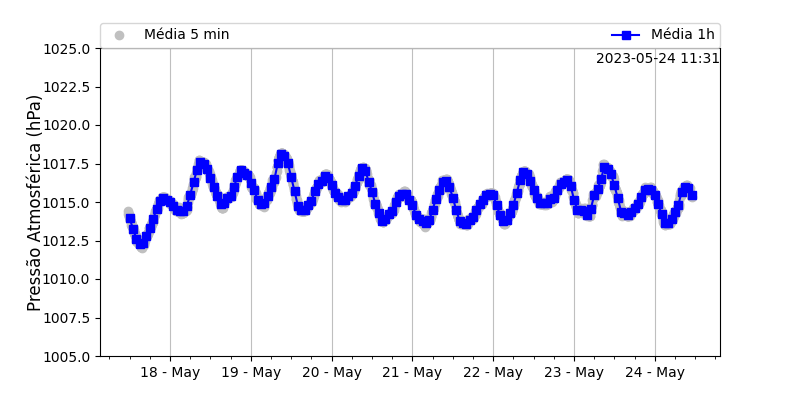 Média 5 min
Média 1h
2023-05-24 11:31
Pressão Atmosférica (hPa)
1025.0
1022.5
1020.0
1017.5
1015.0
1012.5
1010.0
1007.5
1005.0
18 - May
19 - May
20 - May
21 - May
22 - May
23 - May
24 - May